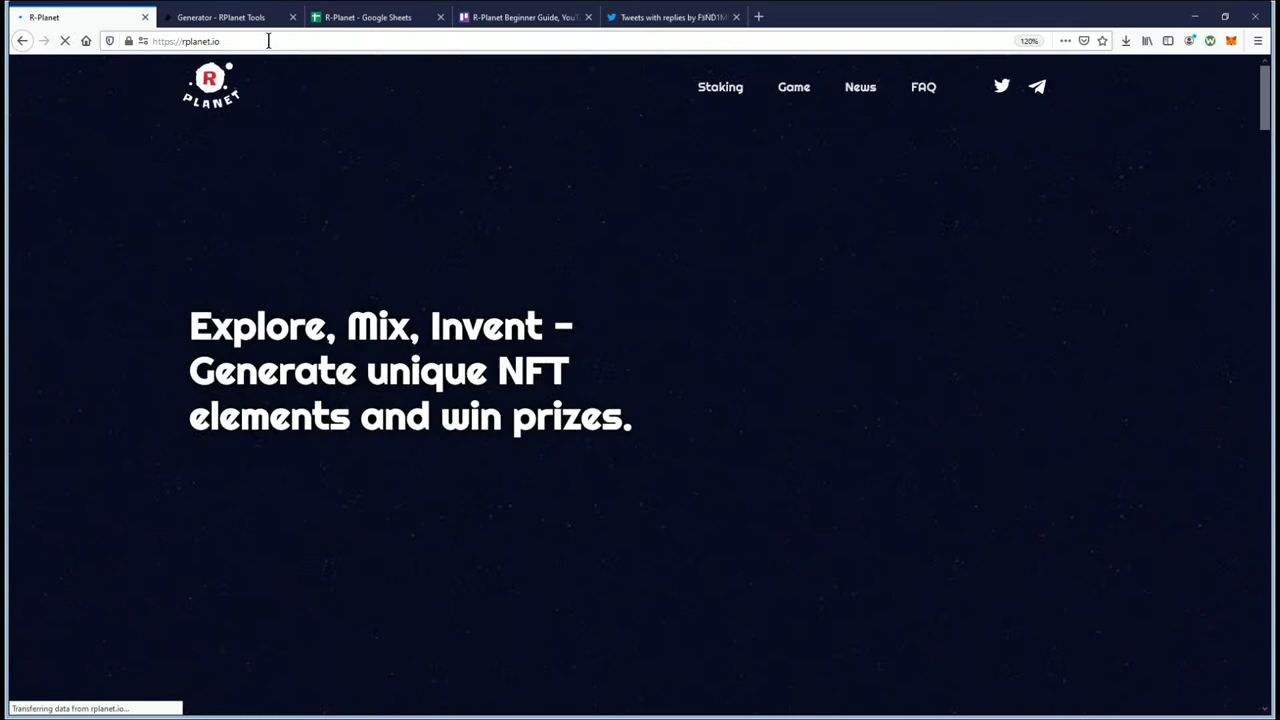 R-Planet
Generator - RPlanet Tools
R-Planet - Google Sheets
R-Planet Beginner Guide, YouT
Tweets with replies by F$ND1M
https://rplanet.io
120%
R
PLANET
Staking
Game
News
FAQ
Explore, Mix, Invent -
Generate unique NFT
elements and win prizes.
Transferring data from rplanet.io...